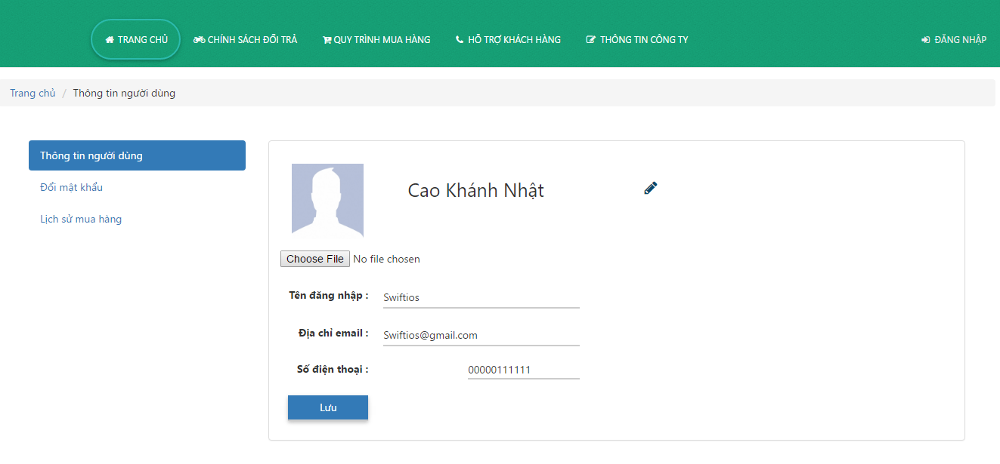 TRANG CHỦ CHÍNH SÁCH ĐỔI TRẢ QUY TRÌNH MUA HÀNG HỖ TRỢ KHÁCH HÀNG THÔNG TIN CÔNG TY ĐĂNG NHẬP
Trang chủ / Thông tin người dùng
Thông tin người dùng
Đổi mật khẩu
Lịch sử mua hàng
Cao Khánh Nhật
Choose File No file chosen
Tên đăng nhập : Swiftios
Địa chỉ email : Swiftios@gmail.com
Số điện thoại : 00000111111
Lưu